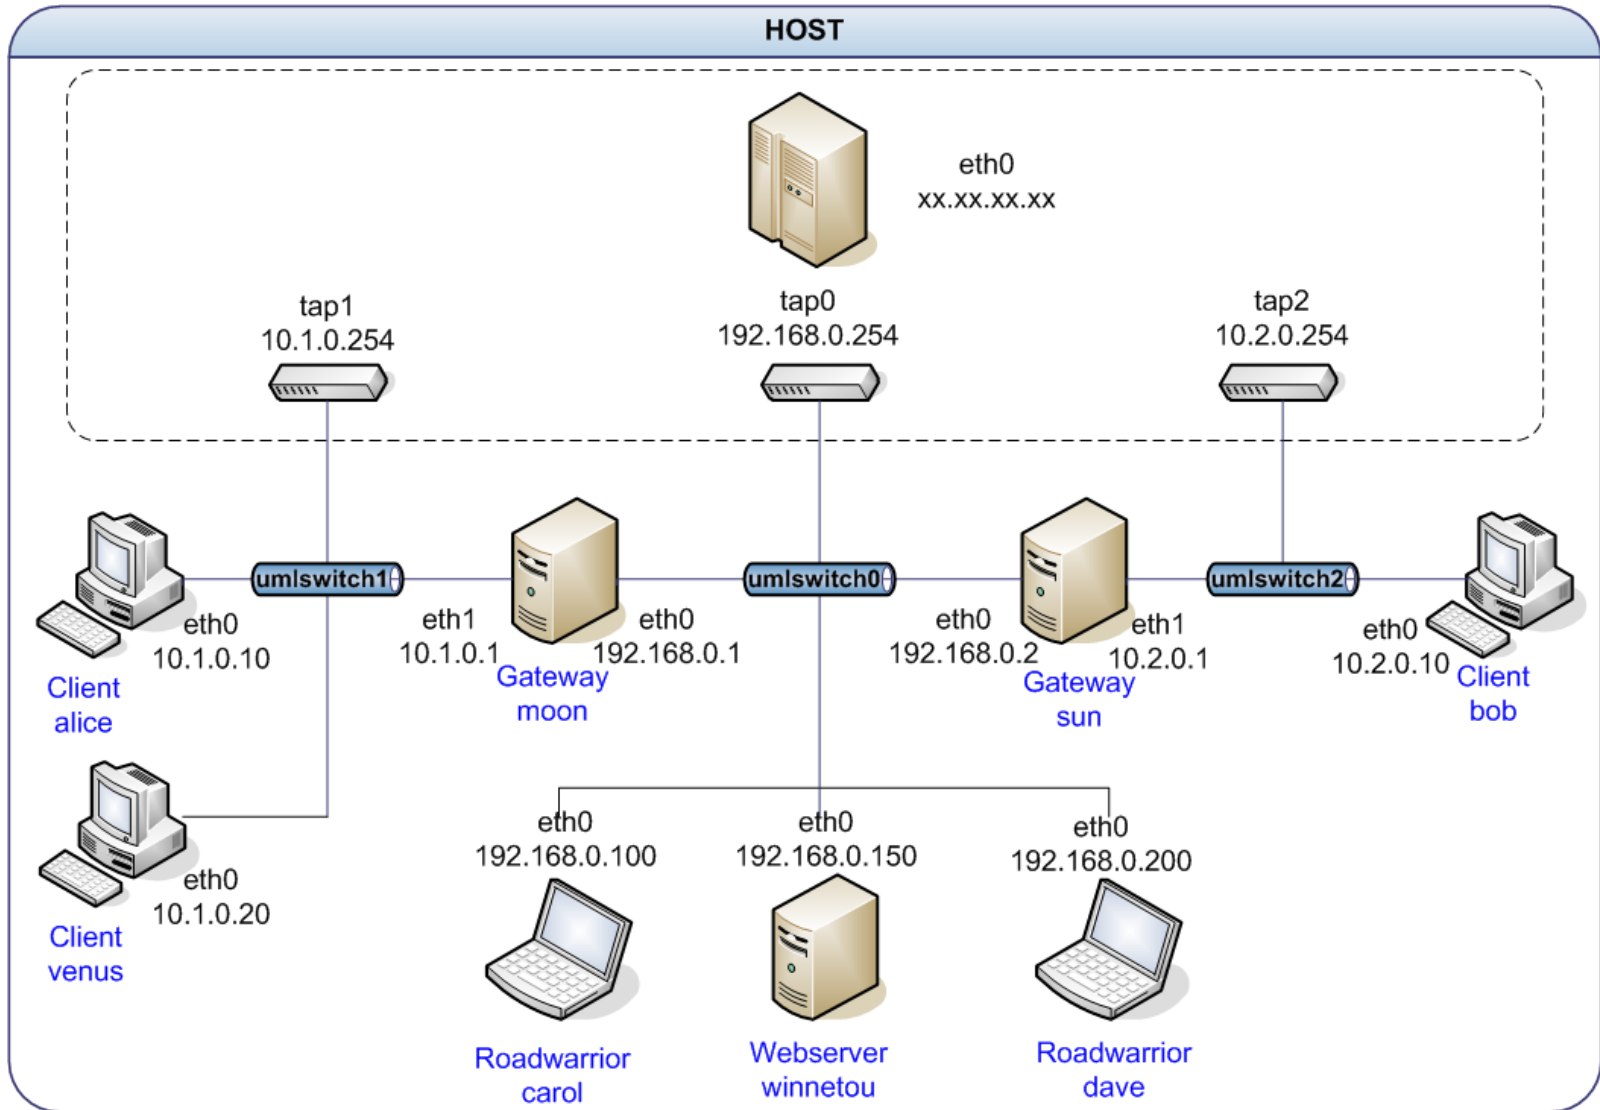 HOST
eth0
xx.xx.xx.xx
tap1
10.1.0.254
tap0
192.168.0.254
tap2
10.2.0.254
umlswitch1
umlswitch0
umlswitch2
eth0
10.1.0.10
Client
alice
eth1
10.1.0.1
eth0
192.168.0.1
Gateway
moon
eth0
192.168.0.2
eth1
10.2.0.1
Gateway
sun
eth0
10.2.0.10
Client
bob
eth0
10.1.0.20
Client
venus
eth0
192.168.0.100
Roadwarrior
carol
eth0
192.168.0.150
Webserver
winnetou
eth0
192.168.0.200
Roadwarrior
dave